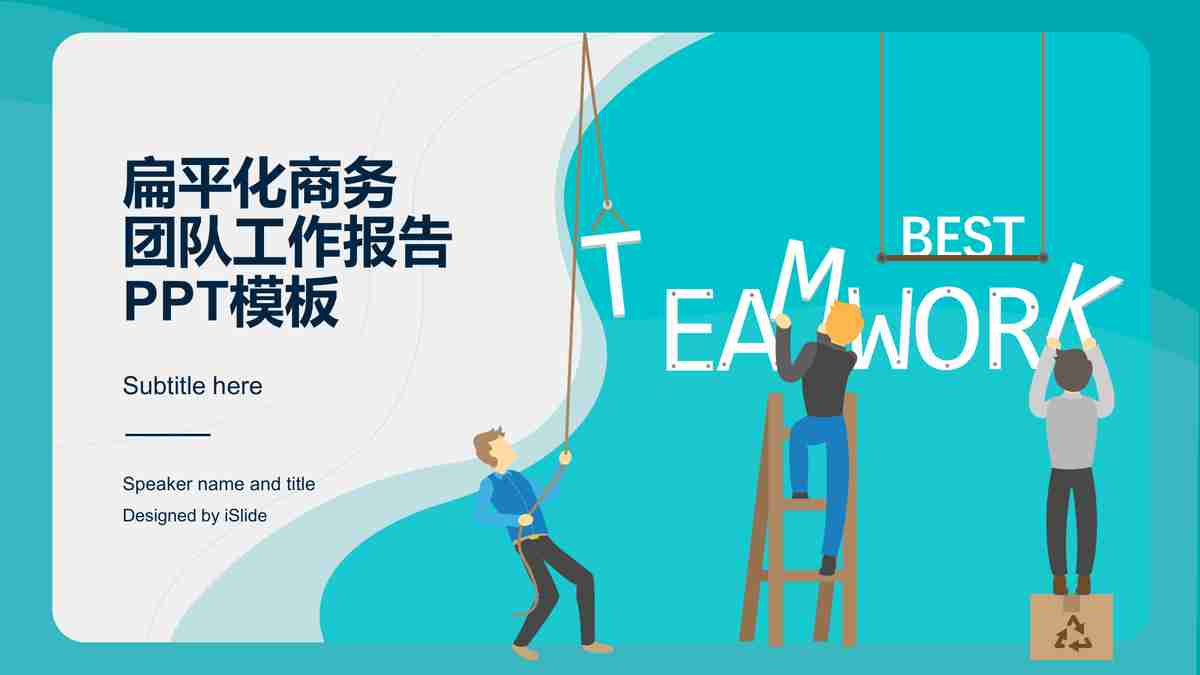 扁平化商务
团队工作报告
PPT模板
Subtitle here
Speaker name and title
Designed by iSlide
BEST
TEAMWORK